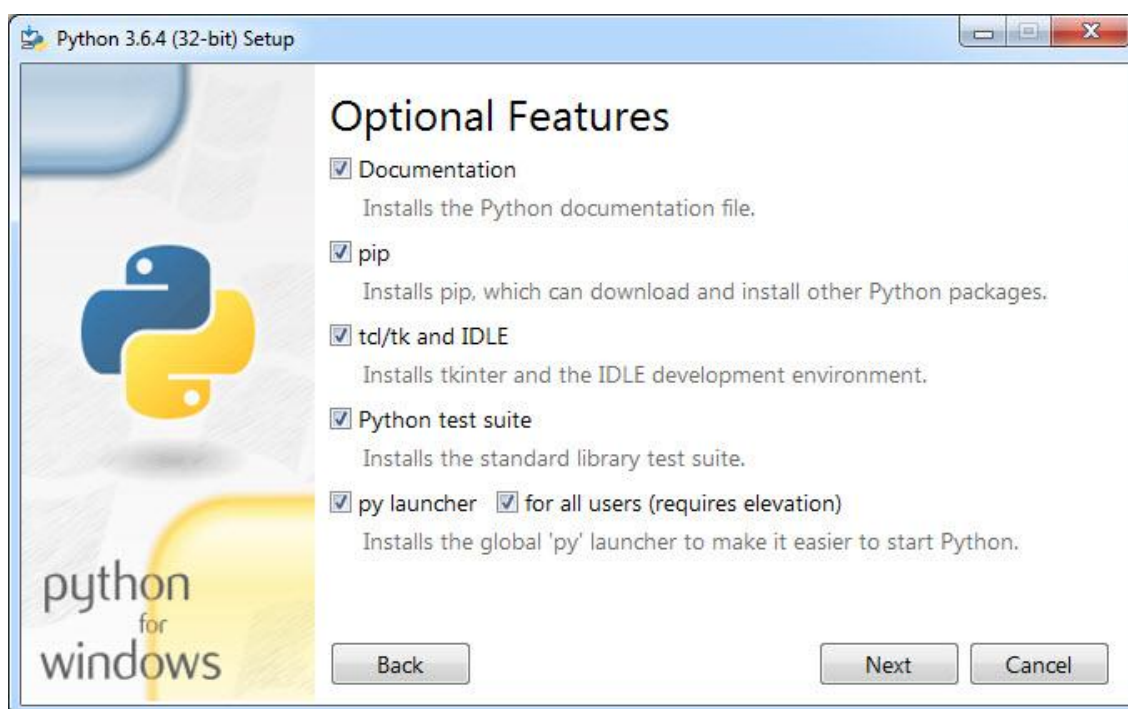 Python 3.6.4 (32-bit) Setup
Optional Features
Documentation
Installs the Python documentation file.
pip
Installs pip, which can download and install other Python packages.
tcl/tk and IDLE
Installs tkinter and the IDLE development environment.
Python test suite
Installs the standard library test suite.
py launcher for all users (requires elevation)
Installs the global 'py' launcher to make it easier to start Python.
python
for
windows
Back Next Cancel